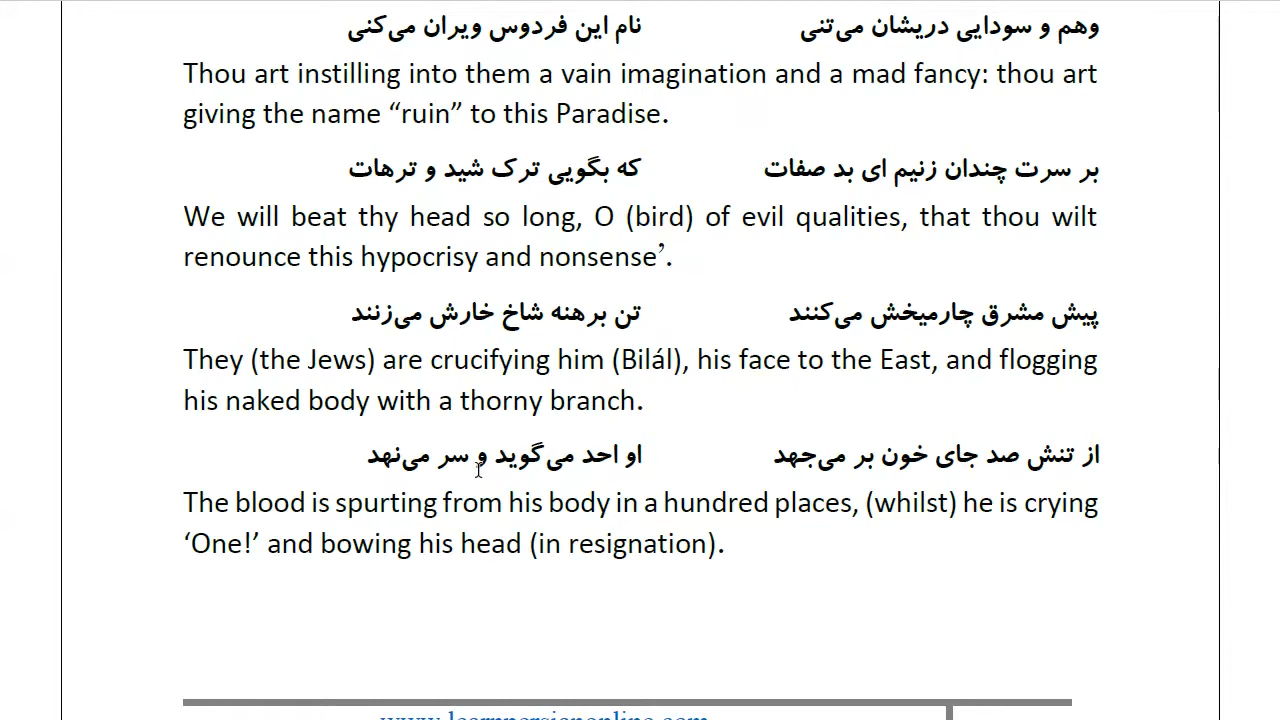 وهم و سودایی دریشان می‌تنی نام این فردوس ویران می‌کنی
Thou art instilling into them a vain imagination and a mad fancy: thou art
giving the name “ruin” to this Paradise.
بر سرت چندان زنیم ای بد صفات که بگویی ترک شید و ترهات
We will beat thy head so long, O (bird) of evil qualities, that thou wilt
renounce this hypocrisy and nonsense’.
پیش مشرق چارمیخش می‌کنند تن برهنه شاخ خارش می‌زنند
They (the Jews) are crucifying him (Bilál), his face to the East, and flogging
his naked body with a thorny branch.
از تنش صد جای خون بر می‌جهد او احد می‌گوید و سر می‌نهد
The blood is spurting from his body in a hundred places, (whilst) he is crying
‘One!’ and bowing his head (in resignation).
www.learnpersianonline.com